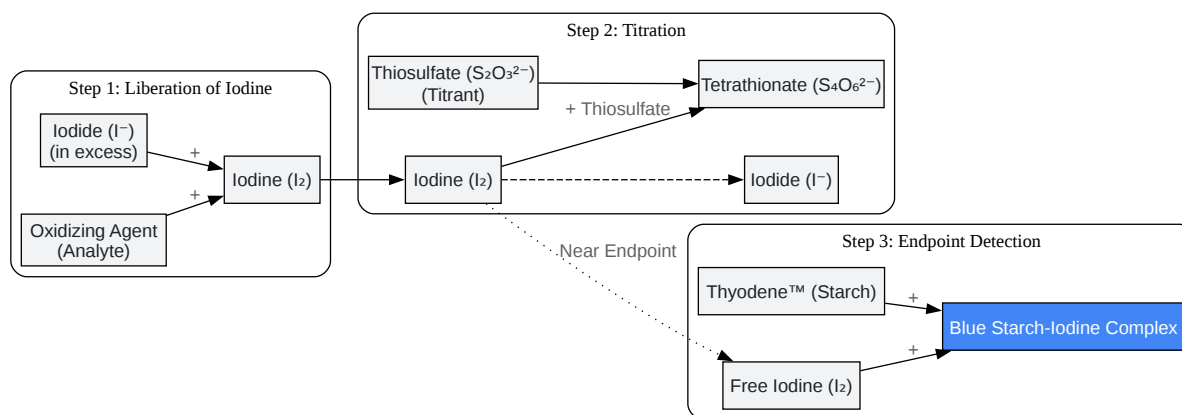 Step 1: Liberation of Iodine
Iodide (I⁻)
(in excess)
+
Oxidizing Agent
(Analyte)
+
Iodine (I₂)
Step 2: Titration
Thiosulfate (S₂O₃²⁻)
(Titrant)
Tetrathionate (S₄O₆²⁻)
+ Thiosulfate
Iodine (I₂)
Iodide (I⁻)
Near Endpoint
Step 3: Endpoint Detection
Thyodene™ (Starch)
+
Blue Starch-Iodine Complex
+
Free Iodine (I₂)